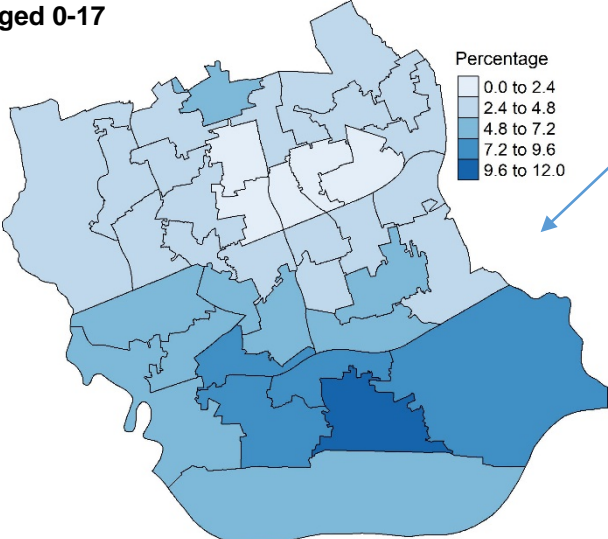 ged 0-17
Percentage
0.0 to 2.4
2.4 to 4.8
4.8 to 7.2
7.2 to 9.6
9.6 to 12.0